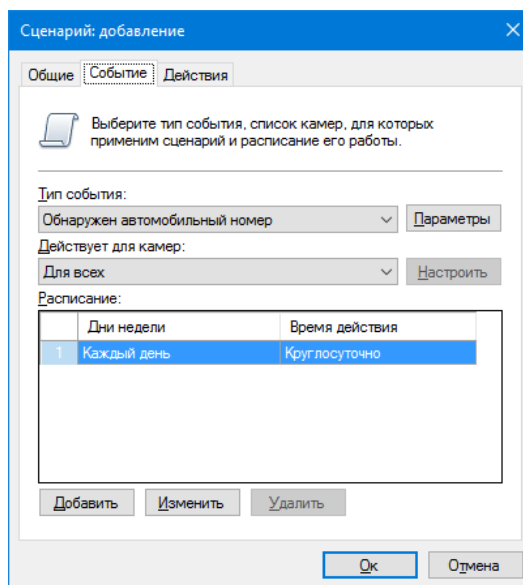 Сценарий: добавление
Общие Событие Действия
Выберите тип события, список камер, для которых
применим сценарий и расписание его работы.
Тип события:
Обнаружен автомобильный номер Параметры
Действует для камер:
Для всех Настроить
Расписание:
Дни недели Время действия
1 Каждый день Круглосуточно
Добавить Изменить Удалить
Ок Отмена